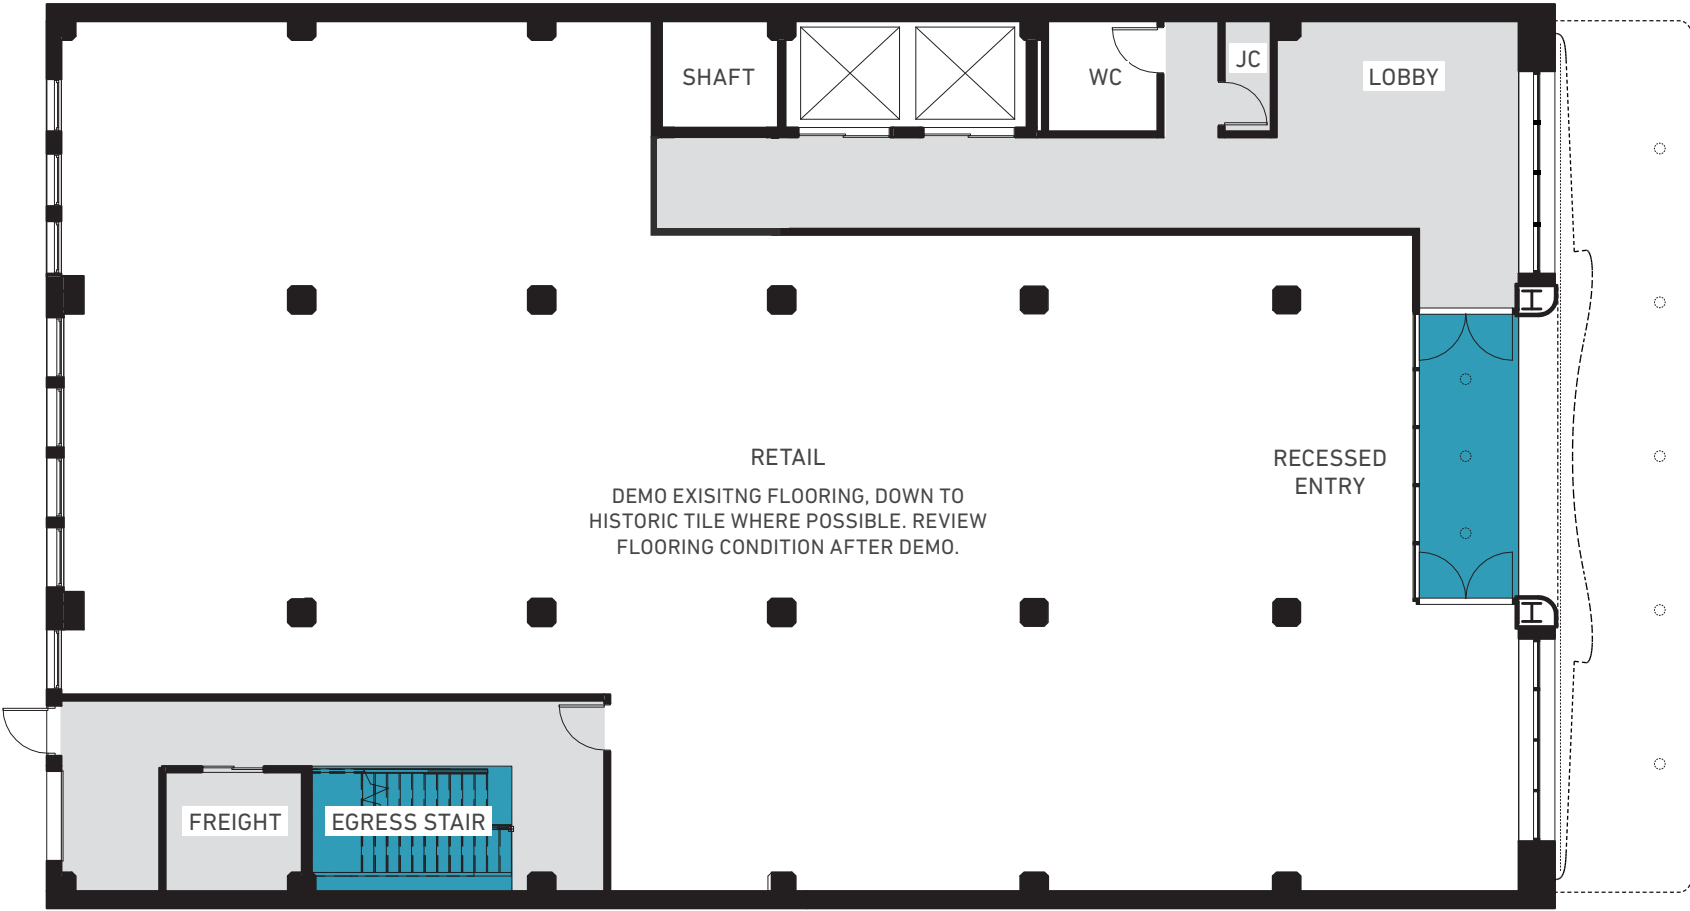 SHAFT
WC
JC
LOBBY
RETAIL
DEMO EXISITNG FLOORING, DOWN TO
HISTORIC TILE WHERE POSSIBLE. REVIEW
FLOORING CONDITION AFTER DEMO.
RECESSED
ENTRY
FREIGHT
EGRESS STAIR